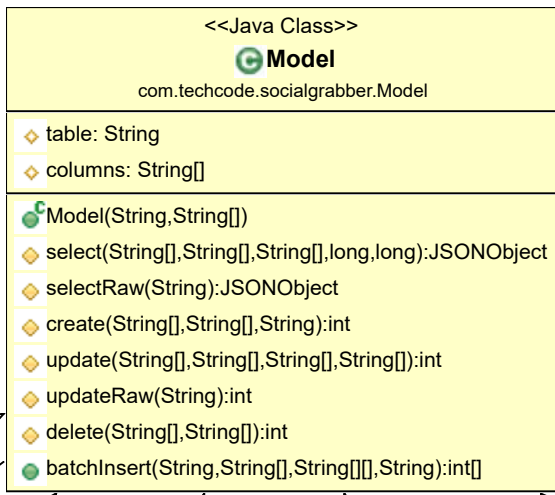 <<Java Class>>
C Model
com.techcode.socialgrabber.Model
table: String
columns: String[]
C Model(String,String[])
select(String[],String[],String[],long,long):JSONObject
selectRaw(String):JSONObject
create(String[],String[],String):int
update(String[],String[],String[],String[]):int
updateRaw(String):int
delete(String[],String[]):int
batchInsert(String,String[],String[][],String):int[]